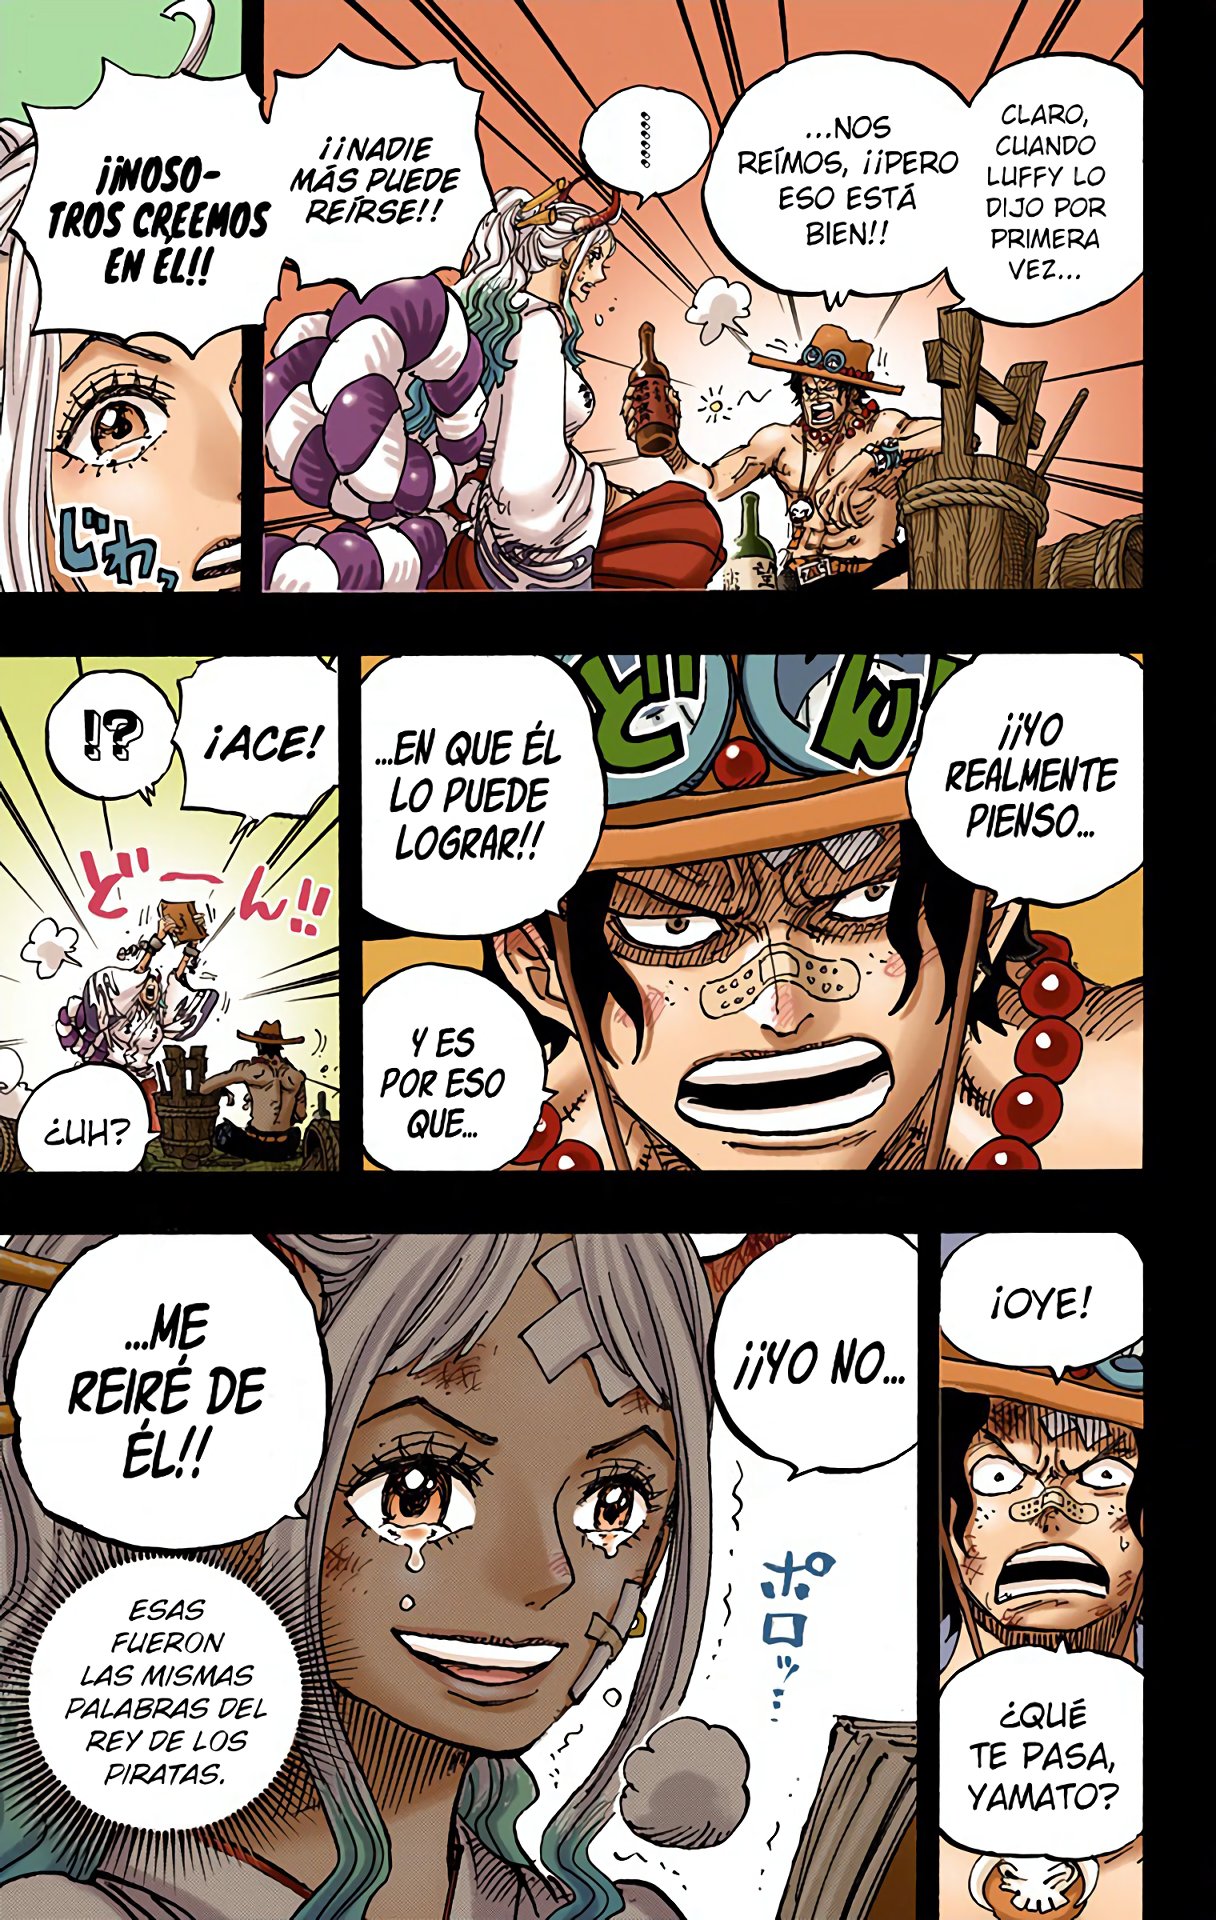 CLARO,
CUANDO
LUFFY LO
DIJO POR
PRIMERA
VEZ...
...NOS
REÍMOS, ¡¡PERO
ESO ESTÁ
BIEN!!
¡¡NADIE
MÁS PUEDE
REÍRSE!!
¡¡NOSO-
TROS CREEMOS
EN ÉL!!
じわっ
¡¡YO
REALMENTE
PIENSO...
どん!!
...EN QUE ÉL
LO PUEDE
LOGRAR!!
Y ES
POR ESO
QUE...
¡ACE!
!?
どーん!!
¿UH?
¡OYE!
¿QUÉ
TE PASA,
YAMATO?
¡¡YO NO...
ポロッ...
...ME
REIRÉ DE
ÉL!!
ESAS
FUERON
LAS MISMAS
PALABRAS DEL
REY DE LOS
PIRATAS.